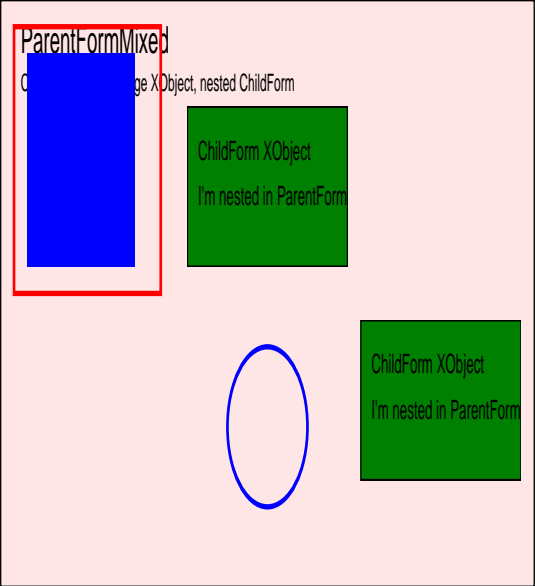 ParentFormMixed
ge XObject, nested ChildForm
ChildForm XObject
I'm nested in ParentForm
ChildForm XObject
I'm nested in ParentForm